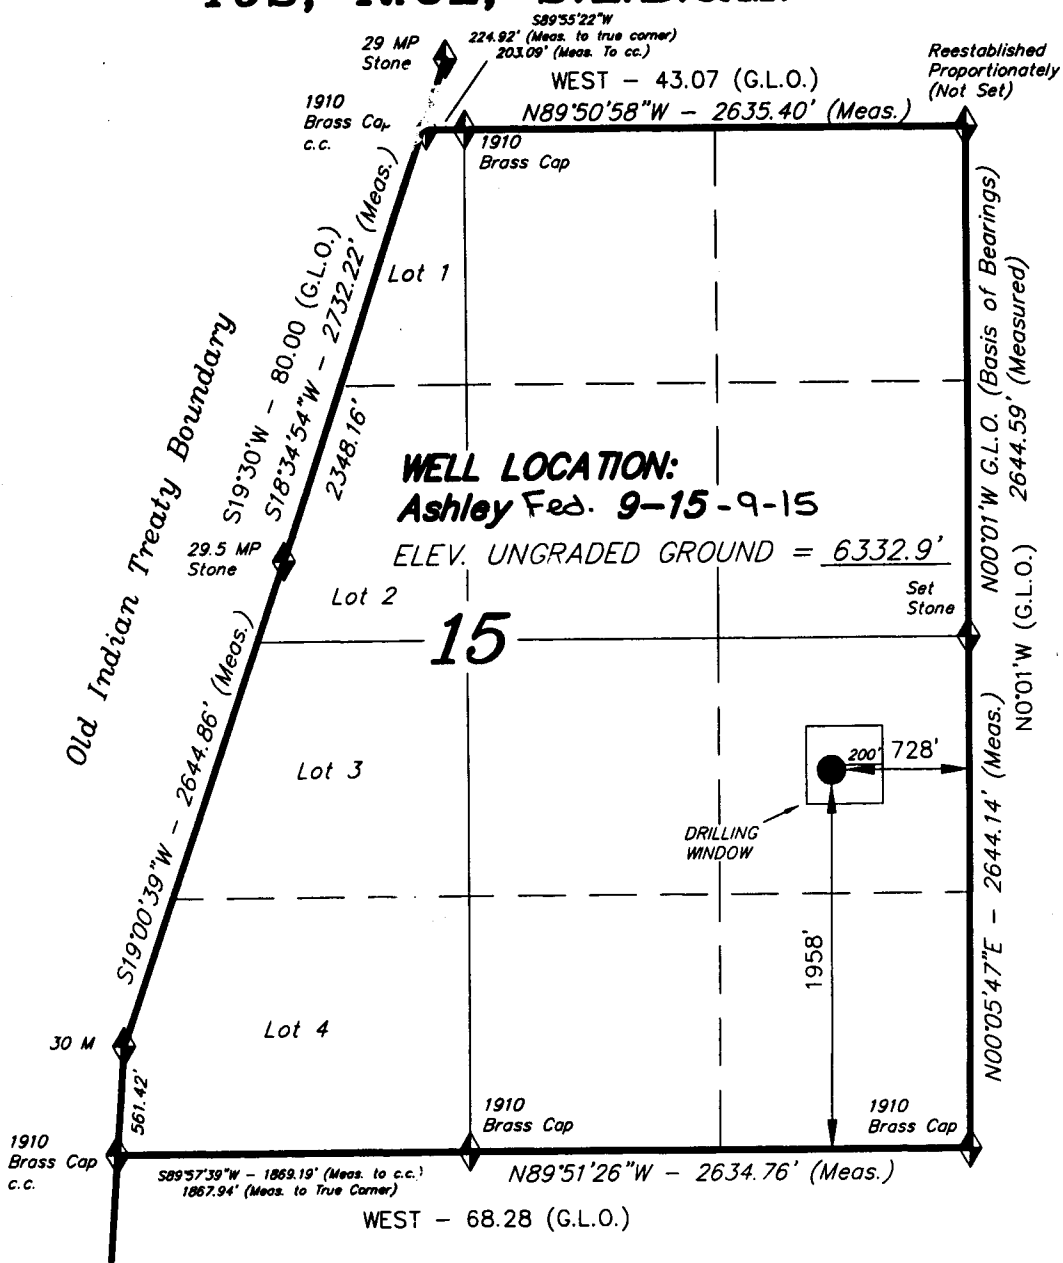 S89°55'22"W
224.92' (Meas. to true corner)
203.09' (Meas. To cc.)
29 MP
Stone
WEST - 43.07 (G.L.O.)
N89°50'58"W - 2635.40' (Meas.)
Reestablished
Proportionately
(Not Set)
1910
Brass Cap
c.c.
1910
Brass Cap
Lot 1
S19°30'W - 80.00 (G.L.O.)
S18°34'54"W - 2732.22' (Meas.)
2348.16'
Old Indian Treaty Boundary
N00°01'W G.L.O. (Basis of Bearings)
2644.59' (Measured)
WELL LOCATION:
Ashley Fed. 9-15-9-15
ELEV. UNGRADED GROUND = 6332.9'
29.5 MP
Stone
Lot 2
Set
Stone
15
N0°01'W (G.L.O.)
S19°00'39"W - 2644.86' (Meas.)
Lot 3
200'
728'
DRILLING
WINDOW
N00°05'47"E - 2644.14' (Meas.)
1958'
Lot 4
30 M
561.42'
1910
Brass Cap
1910
Brass Cap
1910
Brass Cap
c.c.
S89°57'39"W - 1869.19' (Meas. to c.c.)
1867.94' (Meas. to True Corner)
N89°51'26"W - 2634.76' (Meas.)
WEST - 68.28 (G.L.O.)